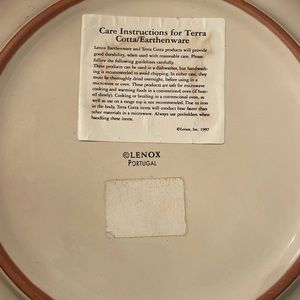 Care Instructions for Terra
Cotta/Earthenware
Lenox Earthenware and Terra Cotta products will provide
good durability, when used with reasonable care. Please
follow the following guidelines carefully.
These products can be used in a dishwasher, but handwash-
ing is recommended to avoid chipping. In either care, they
must be thoroughly dried overnight, before using in a
microwave or oven. These products are safe for microwave
cooking and warming foods in a conventional oven (if heat-
ed slowly). Cooking or broiling in a conventional oven, as
well as use on a range top is not recommended. Due to iron
in the body, Terra Cotta items will conduct heat faster than
other materials in a microwave. Always use potholders when
handling these items.
©Lenox, Inc. 1997
©LENOX
PORTUGAL